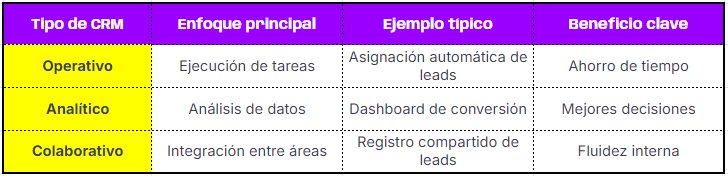 Tipo de CRM Enfoque principal Ejemplo típico Beneficio clave
Operativo Ejecución de tareas Asignación automática de leads Ahorro de tiempo
Analítico Análisis de datos Dashboard de conversión Mejores decisiones
Colaborativo Integración entre áreas Registro compartido de leads Fluidez interna